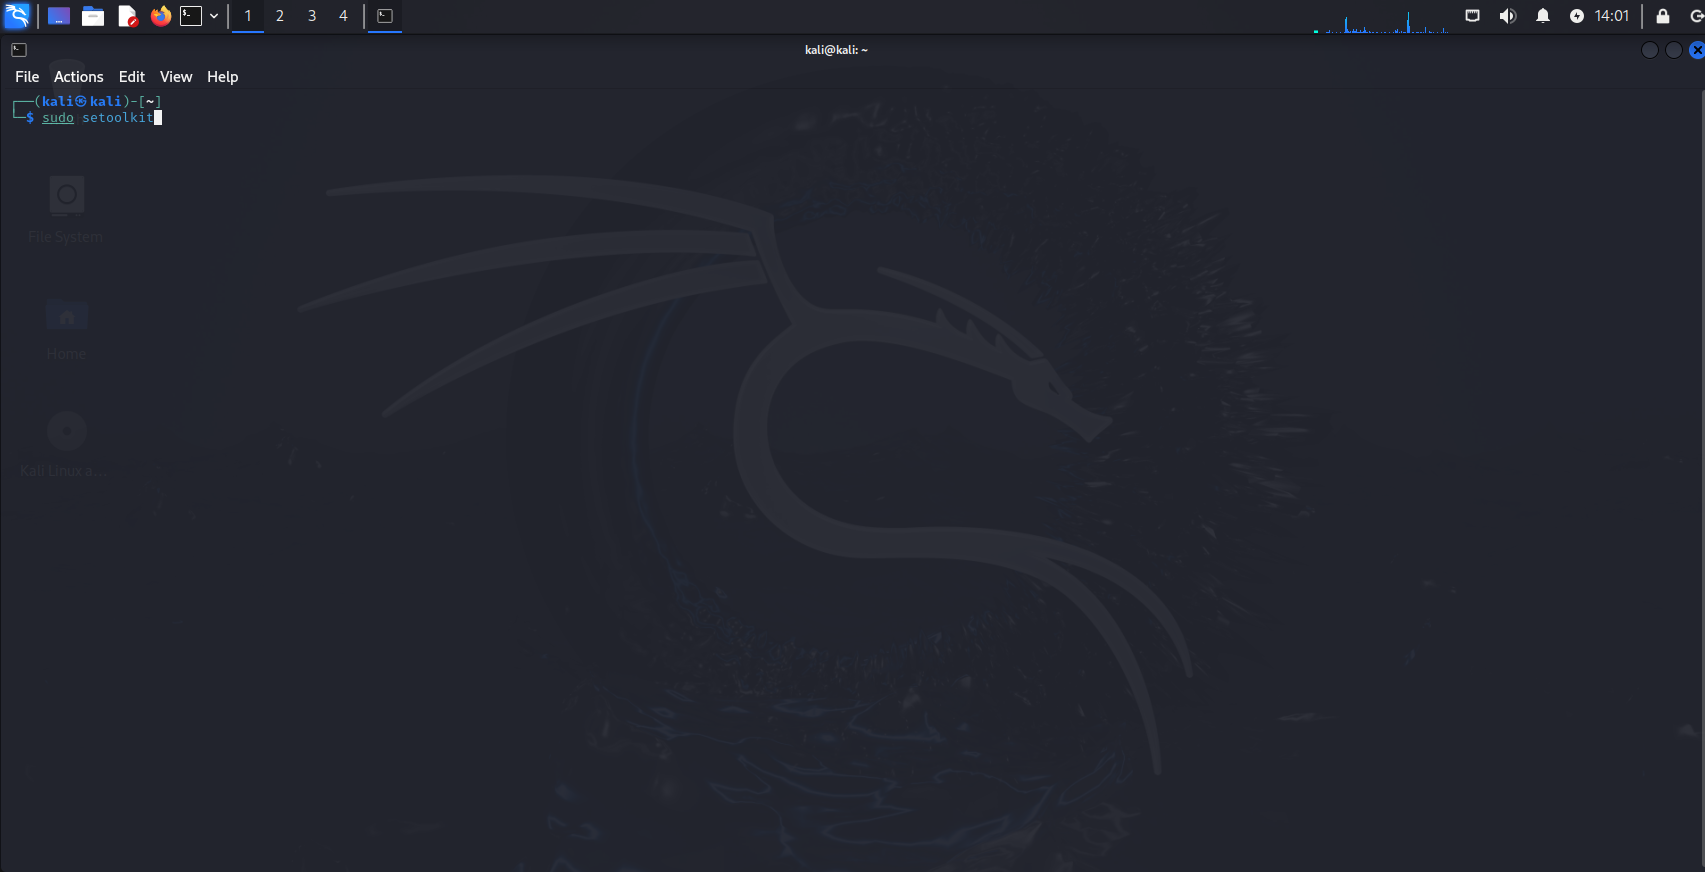 1 2 3 4 14:01
kali@kali: ~
File Actions Edit View Help
┌──(kali㉿kali)-[~]
└─$ sudo setoolkit
File System
Home
Kali Linux a...